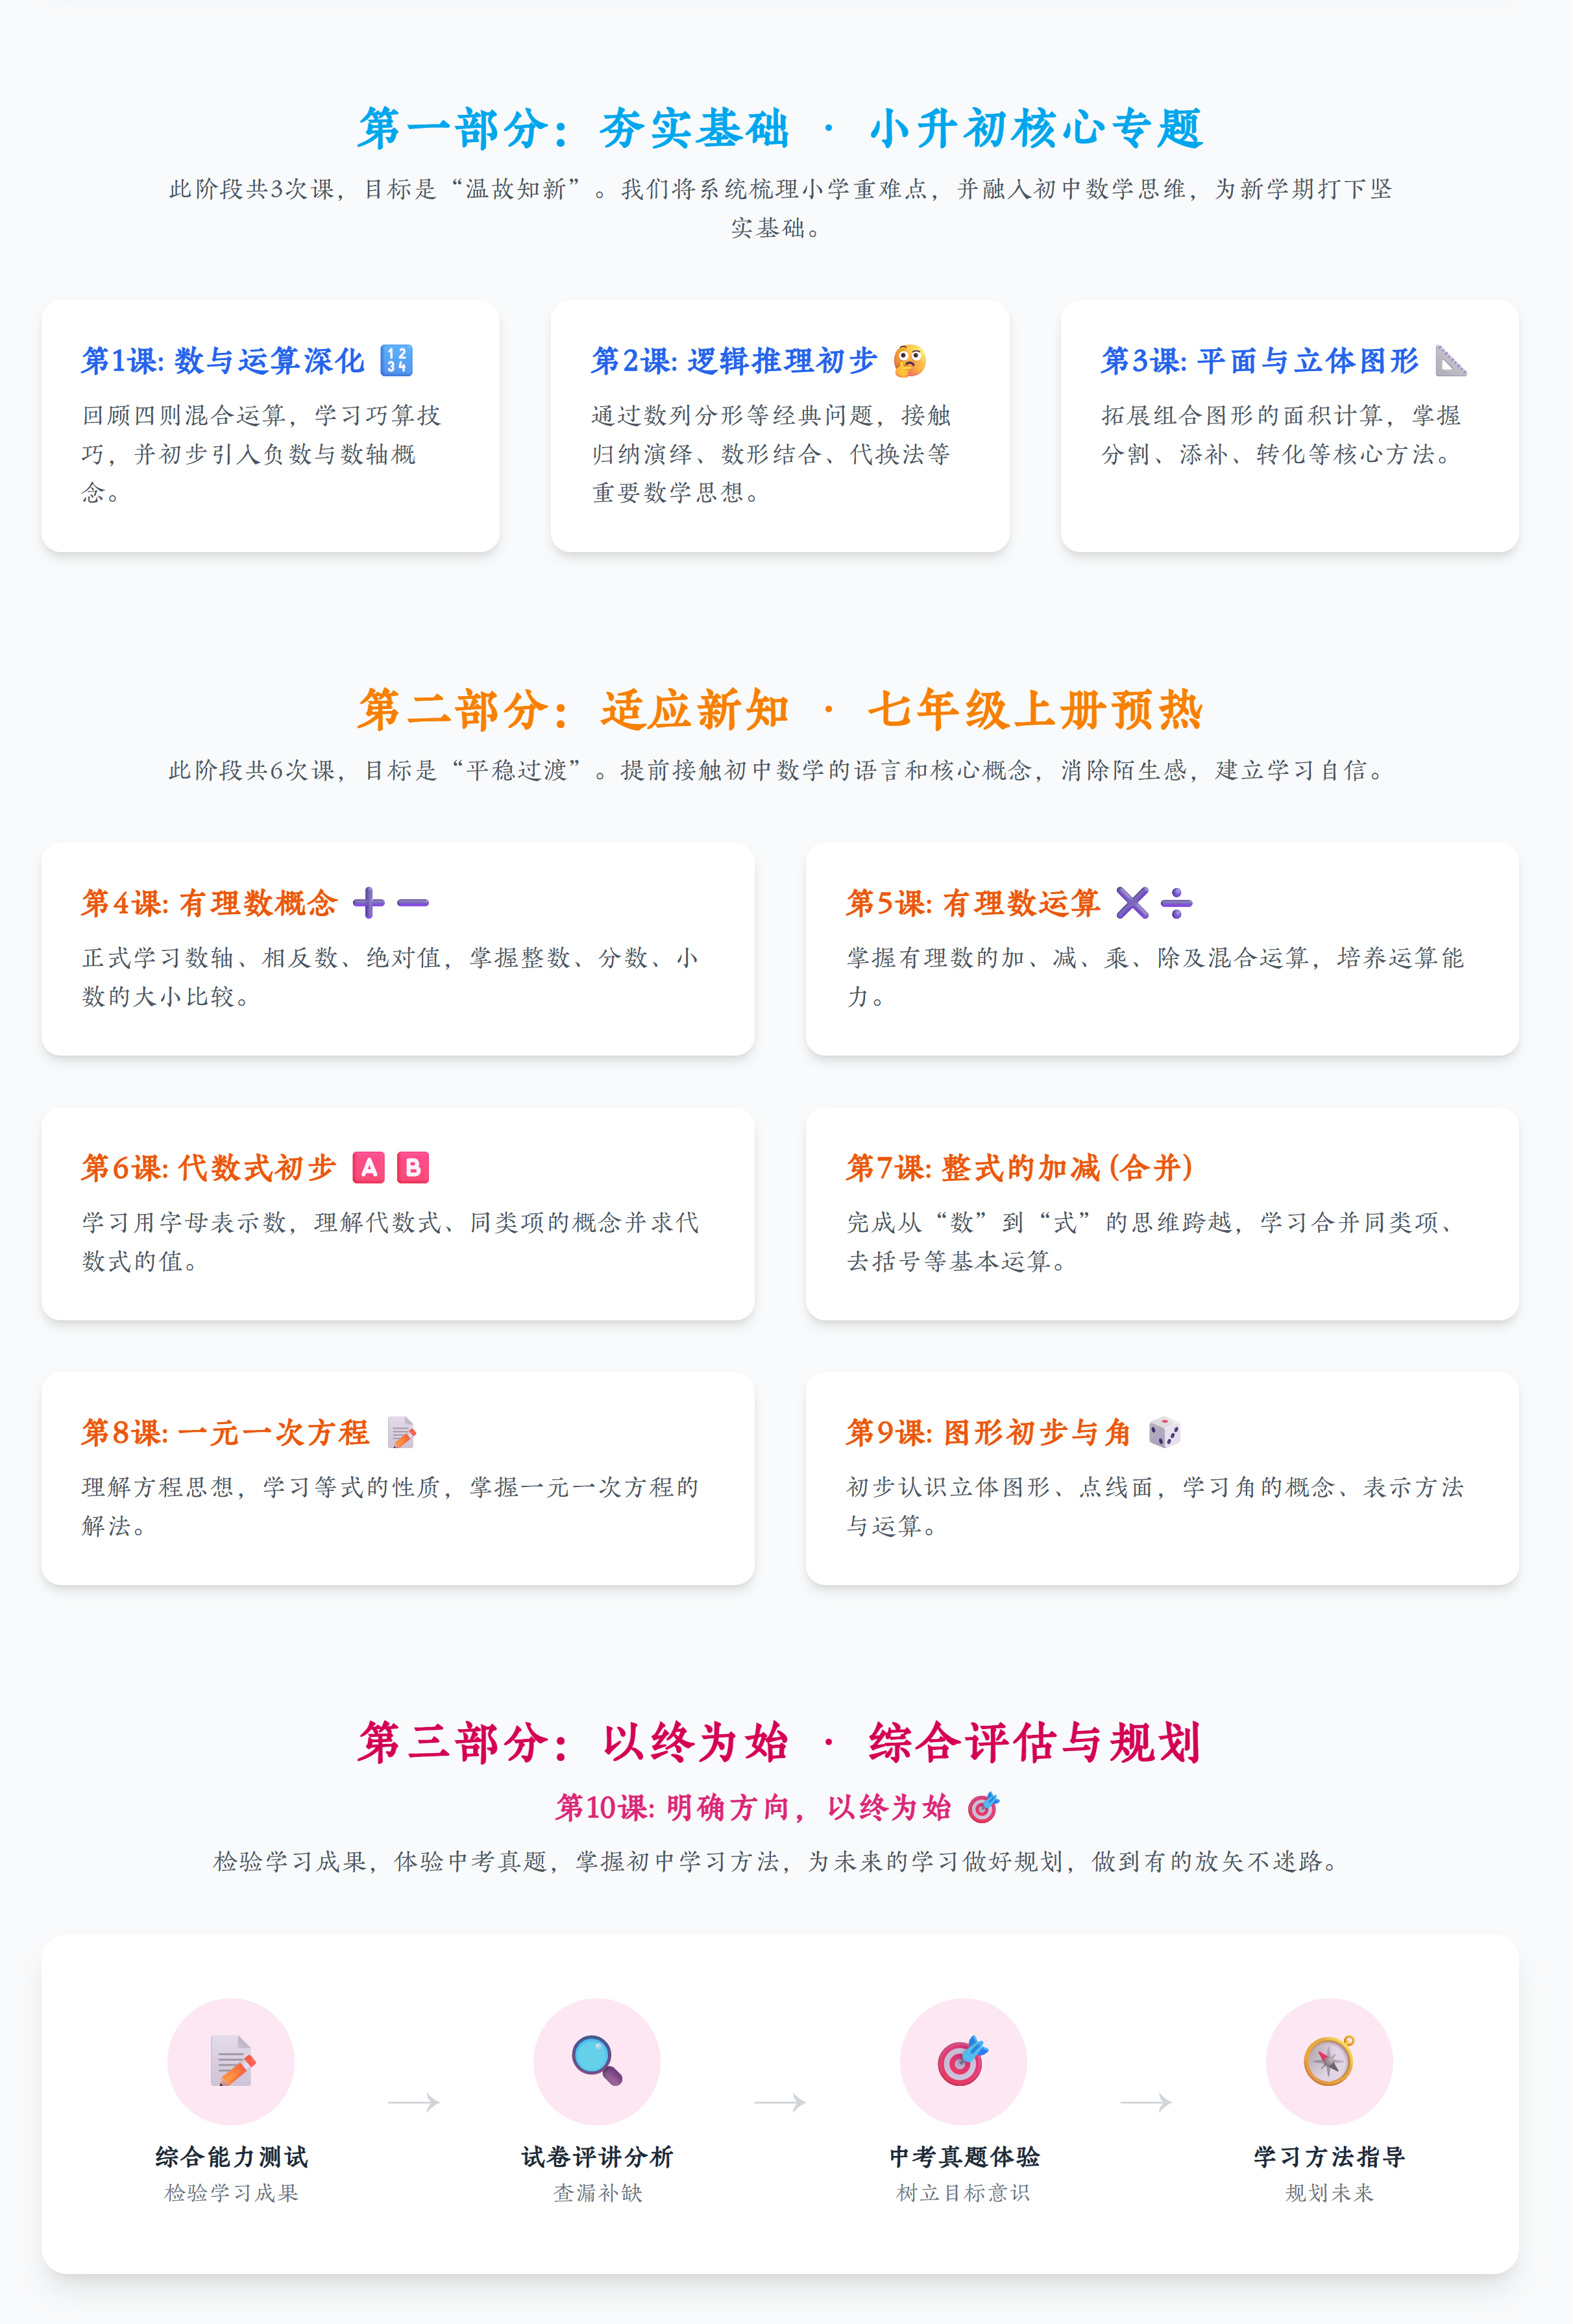 第一部分：夯实基础 · 小升初核心专题
此阶段共3次课，目标是“温故知新”。我们将系统梳理小学重难点，并融入初中数学思维，为新学期打下坚
实基础。
第1课: 数与运算深化 🔢
回顾四则混合运算，学习巧算技
巧，并初步引入负数与数轴概
念。
第2课: 逻辑推理初步 🤔
通过数列分形等经典问题，接触
归纳演绎、数形结合、代换法等
重要数学思想。
第3课: 平面与立体图形 📐
拓展组合图形的面积计算，掌握
分割、添补、转化等核心方法。
第二部分：适应新知 · 七年级上册预热
此阶段共6次课，目标是“平稳过渡”。提前接触初中数学的语言和核心概念，消除陌生感，建立学习自信。
第4课: 有理数概念 ➕➖
正式学习数轴、相反数、绝对值，掌握整数、分数、小
数的大小比较。
第5课: 有理数运算 ✖➗
掌握有理数的加、减、乘、除及混合运算，培养运算能
力。
第6课: 代数式初步 🅰🅱
学习用字母表示数，理解代数式、同类项的概念并求代
数式的值。
第7课: 整式的加减 (合并)
完成从“数”到“式”的思维跨越，学习合并同类项、
去括号等基本运算。
第8课: 一元一次方程 📝
理解方程思想，学习等式的性质，掌握一元一次方程的
解法。
第9课: 图形初步与角 🎲
初步认识立体图形、点线面，学习角的概念、表示方法
与运算。
第三部分：以终为始 · 综合评估与规划
第10课: 明确方向，以终为始 🎯
检验学习成果，体验中考真题，掌握初中学习方法，为未来的学习做好规划，做到有的放矢不迷路。
综合能力测试
检验学习成果
→
试卷评讲分析
查漏补缺
→
中考真题体验
树立目标意识
→
学习方法指导
规划未来